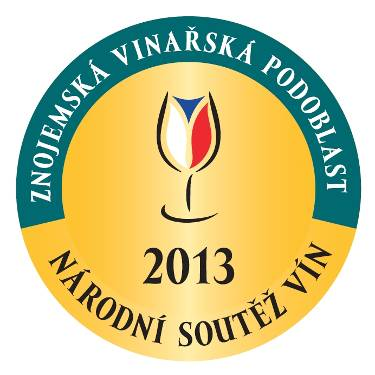 ZNOJEMSKÁ VINAŘSKÁ PODOBLAST
2013
NÁRODNÍ SOUTĚŽ VÍN